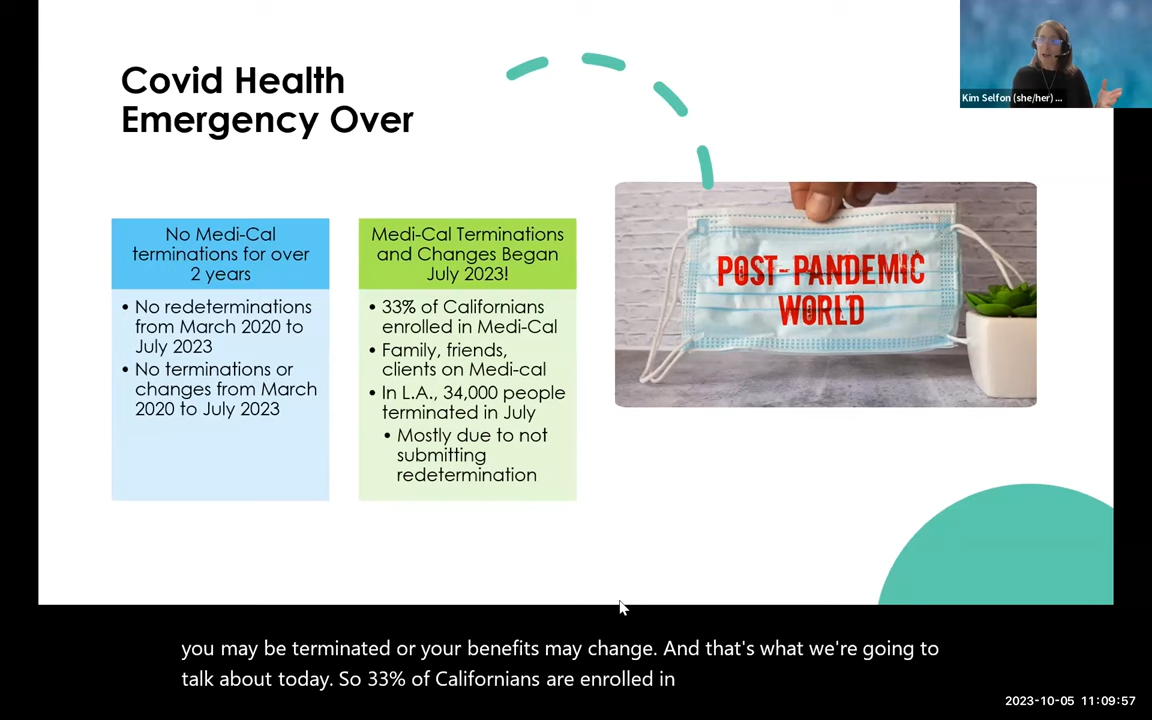 Covid Health
Emergency Over
Kim Selfon (she/her) ...
No Medi-Cal
terminations for over
2 years
• No redeterminations
from March 2020 to
July 2023
• No terminations or
changes from March
2020 to July 2023
Medi-Cal Terminations
and Changes Began
July 2023!
• 33% of Californians
enrolled in Medi-Cal
• Family, friends,
clients on Medi-cal
• In L.A., 34,000 people
terminated in July
• Mostly due to not
submitting
redetermination
POST-PANDEMIC
WORLD
you may be terminated or your benefits may change. And that's what we're going to
talk about today. So 33% of Californians are enrolled in
2023-10-05 11:09:57